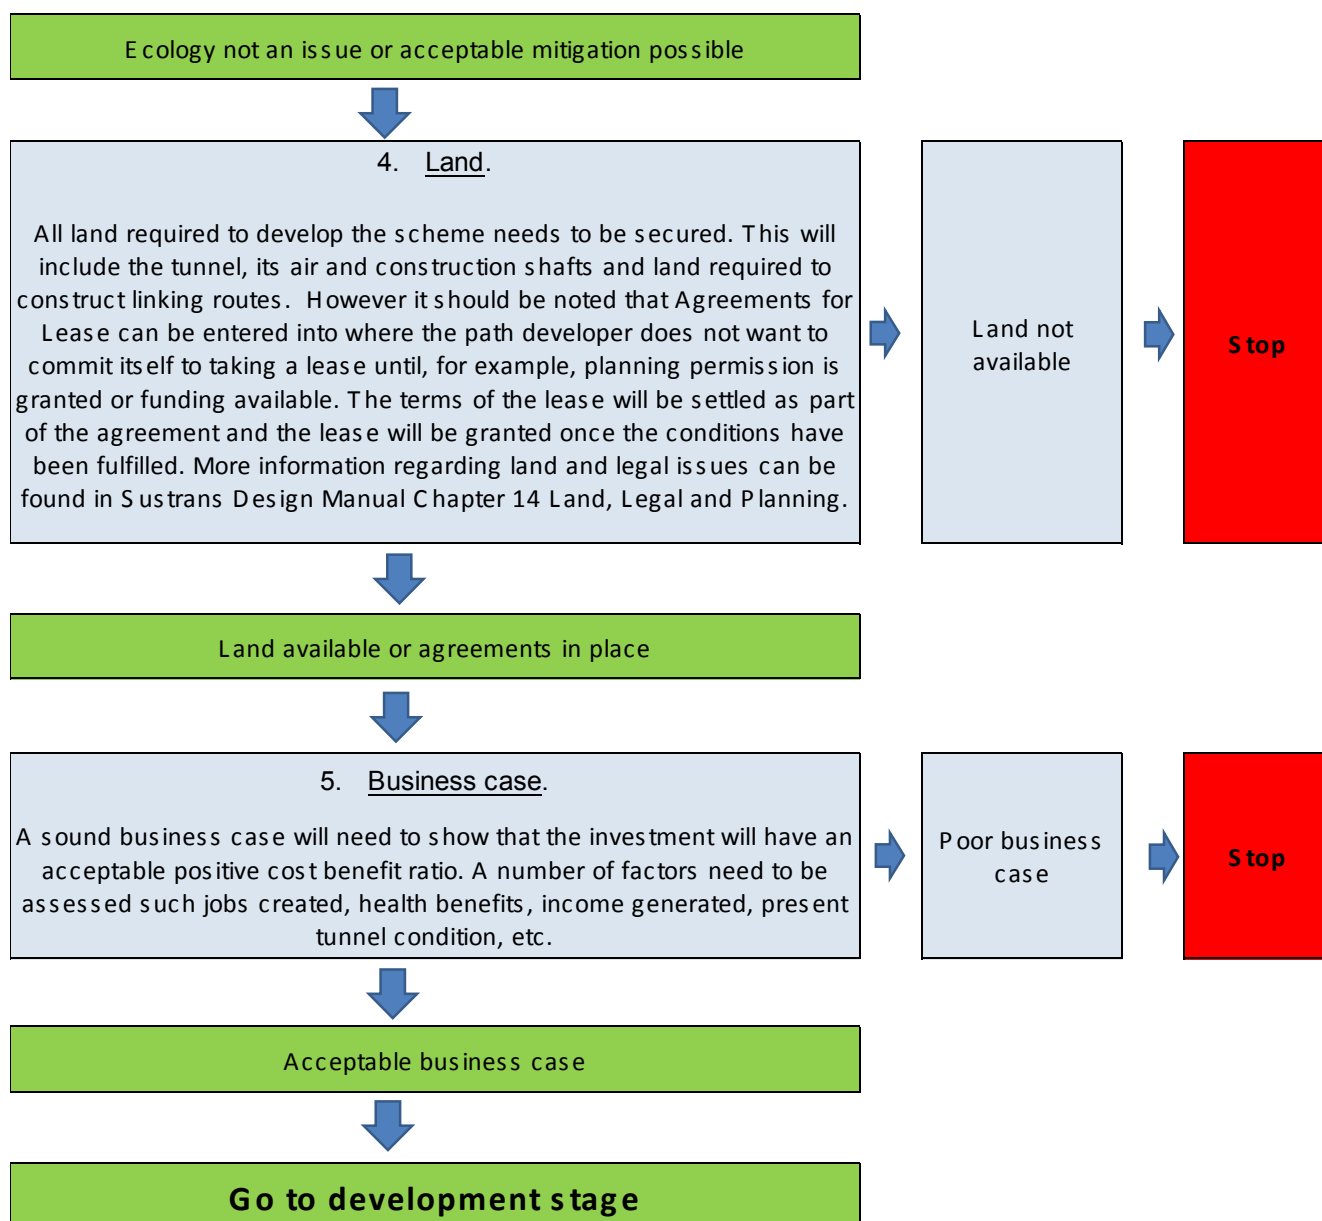 Ecology not an issue or acceptable mitigation possible
4. Land.
All land required to develop the scheme needs to be secured. This will
include the tunnel, its air and construction shafts and land required to
construct linking routes. However it should be noted that Agreements for
Lease can be entered into where the path developer does not want to
commit itself to taking a lease until, for example, planning permission is
granted or funding available. The terms of the lease will be settled as part
of the agreement and the lease will be granted once the conditions have
been fulfilled. More information regarding land and legal issues can be
found in Sustrans Design Manual Chapter 14 Land, Legal and Planning.
Land not
available
Stop
Land available or agreements in place
5. Business case.
A sound business case will need to show that the investment will have an
acceptable positive cost benefit ratio. A number of factors need to be
assessed such jobs created, health benefits, income generated, present
tunnel condition, etc.
Poor business
case
Stop
Acceptable business case
Go to development stage